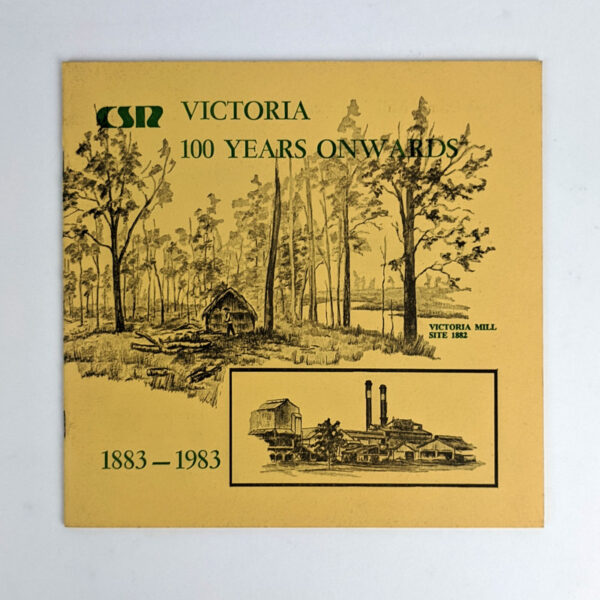 CSR
VICTORIA
100 YEARS ONWARDS
VICTORIA MILL
SITE 1882
1883–1983